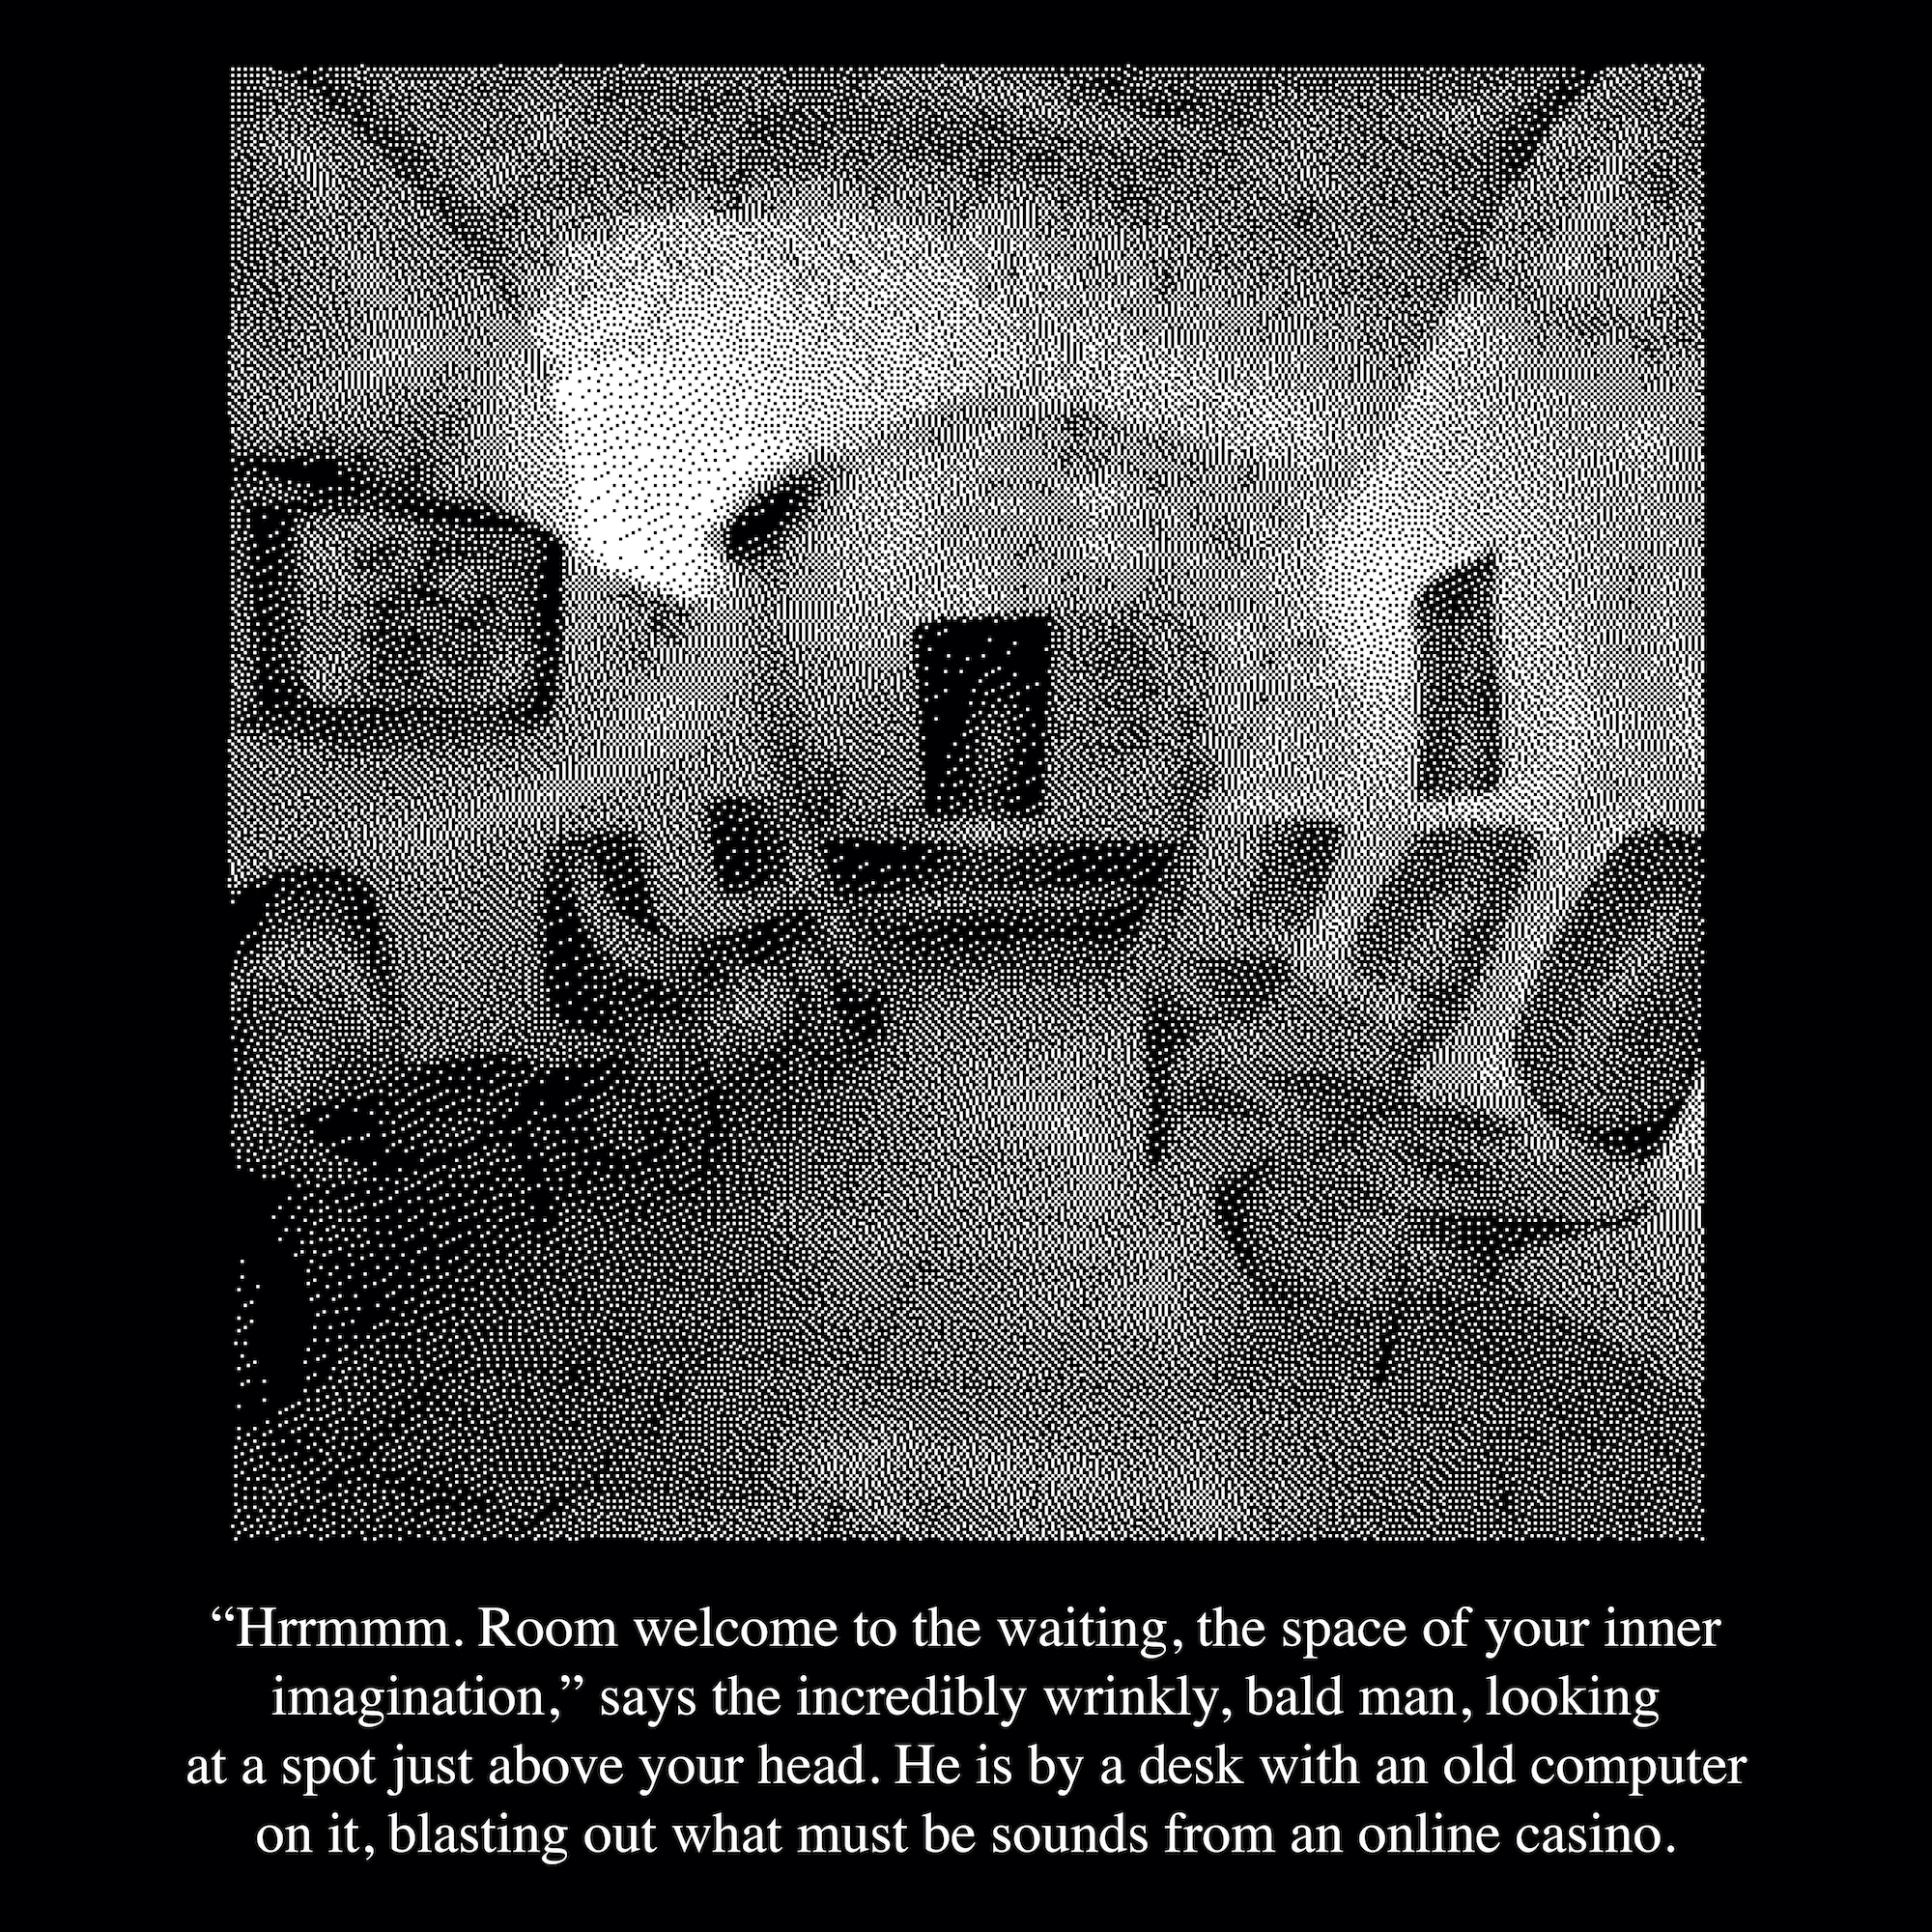 “Hrrmmm. Room welcome to the waiting, the space of your inner
imagination,” says the incredibly wrinkly, bald man, looking
at a spot just above your head. He is by a desk with an old computer
on it, blasting out what must be sounds from an online casino.